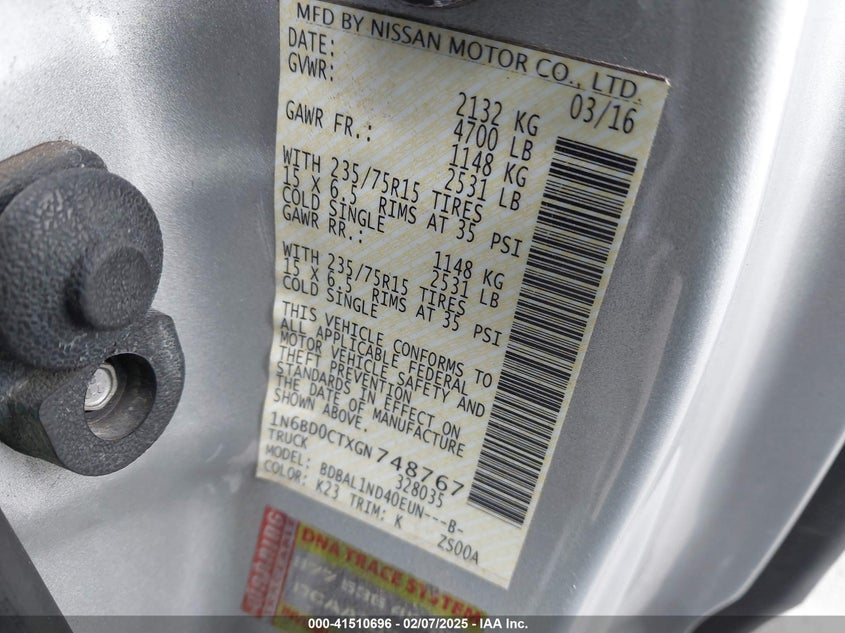 MFD BY NISSAN MOTOR CO., LTD.
DATE: 03/16
GVWR: 2132 KG
4700 LB
GAWR FR.: 1148 KG
2531 LB
WITH 235/75R15 TIRES
15 X 6.5 RIMS AT 35 PSI
COLD SINGLE
GAWR RR.: 1148 KG
2531 LB
WITH 235/75R15 TIRES
15 X 6.5 RIMS AT 35 PSI
COLD SINGLE
THIS VEHICLE CONFORMS TO
ALL APPLICABLE FEDERAL
MOTOR VEHICLE SAFETY AND
THEFT PREVENTION
STANDARDS IN EFFECT ON
THE DATE OF MANUFACTURE
SHOWN ABOVE.
1N6BD0CTXGN748767
TRUCK 328035
MODEL: BDBAL1ND40EUN---B-
COLOR: K23 TRIM: K ZS00A
WARNING
DNA TRACE SYSTEM
000-41510696 - 02/07/2025 - IAA Inc.